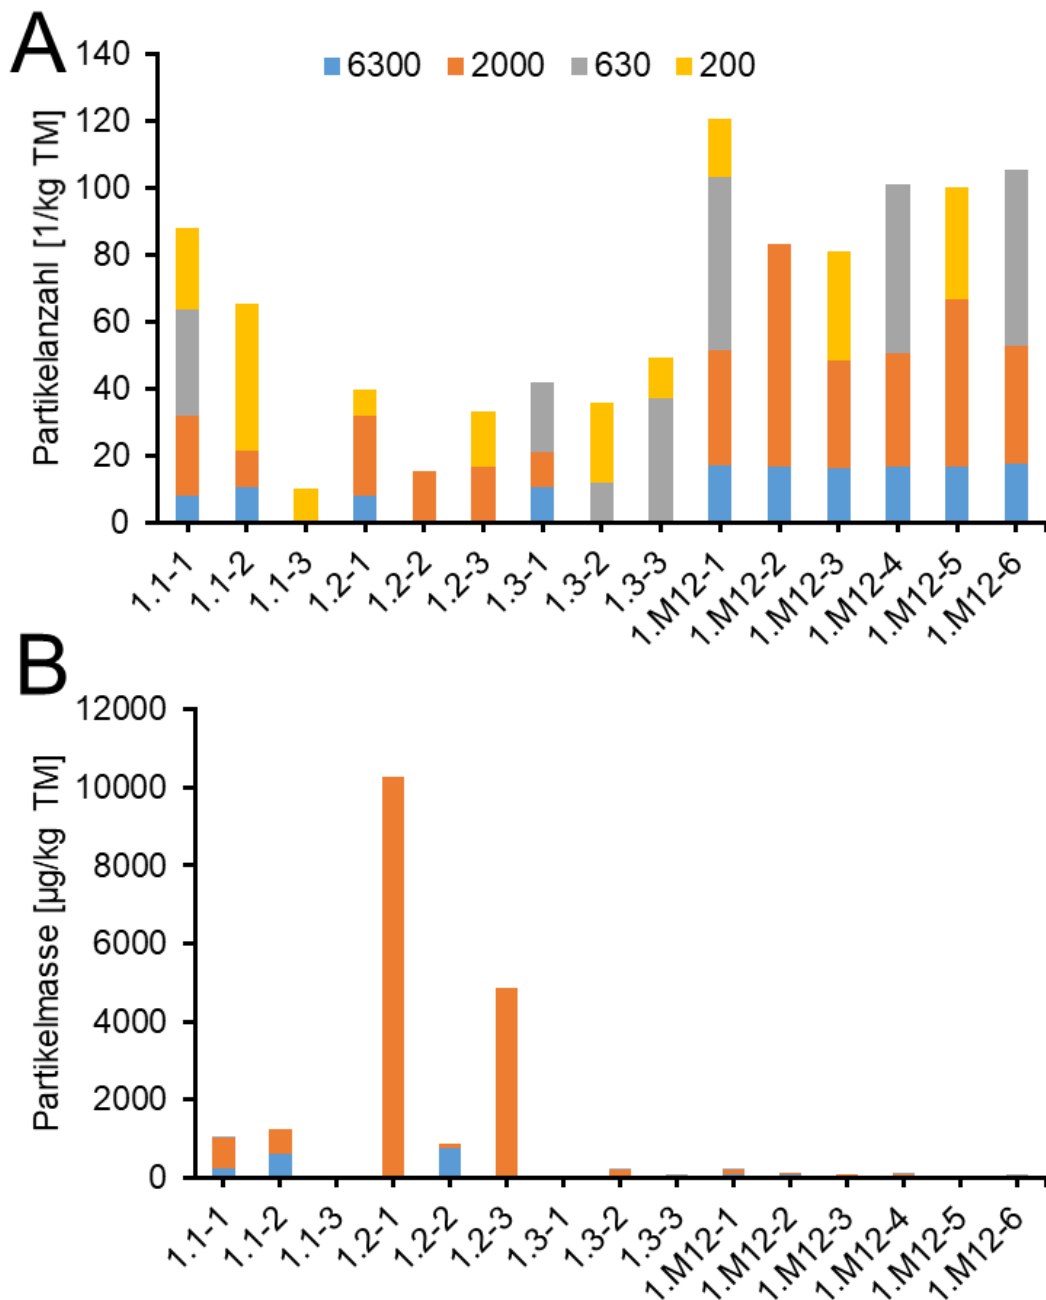 A
6300 2000 630 200
Partikelanzahl [1/kg TM]
140
120
100
80
60
40
20
0
1.1-1 1.1-2 1.1-3 1.2-1 1.2-2 1.2-3 1.3-1 1.3-2 1.3-3 1.M12-1 1.M12-2 1.M12-3 1.M12-4 1.M12-5 1.M12-6
B
Partikelmasse [µg/kg TM]
12000
10000
8000
6000
4000
2000
0
1.1-1 1.1-2 1.1-3 1.2-1 1.2-2 1.2-3 1.3-1 1.3-2 1.3-3 1.M12-1 1.M12-2 1.M12-3 1.M12-4 1.M12-5 1.M12-6